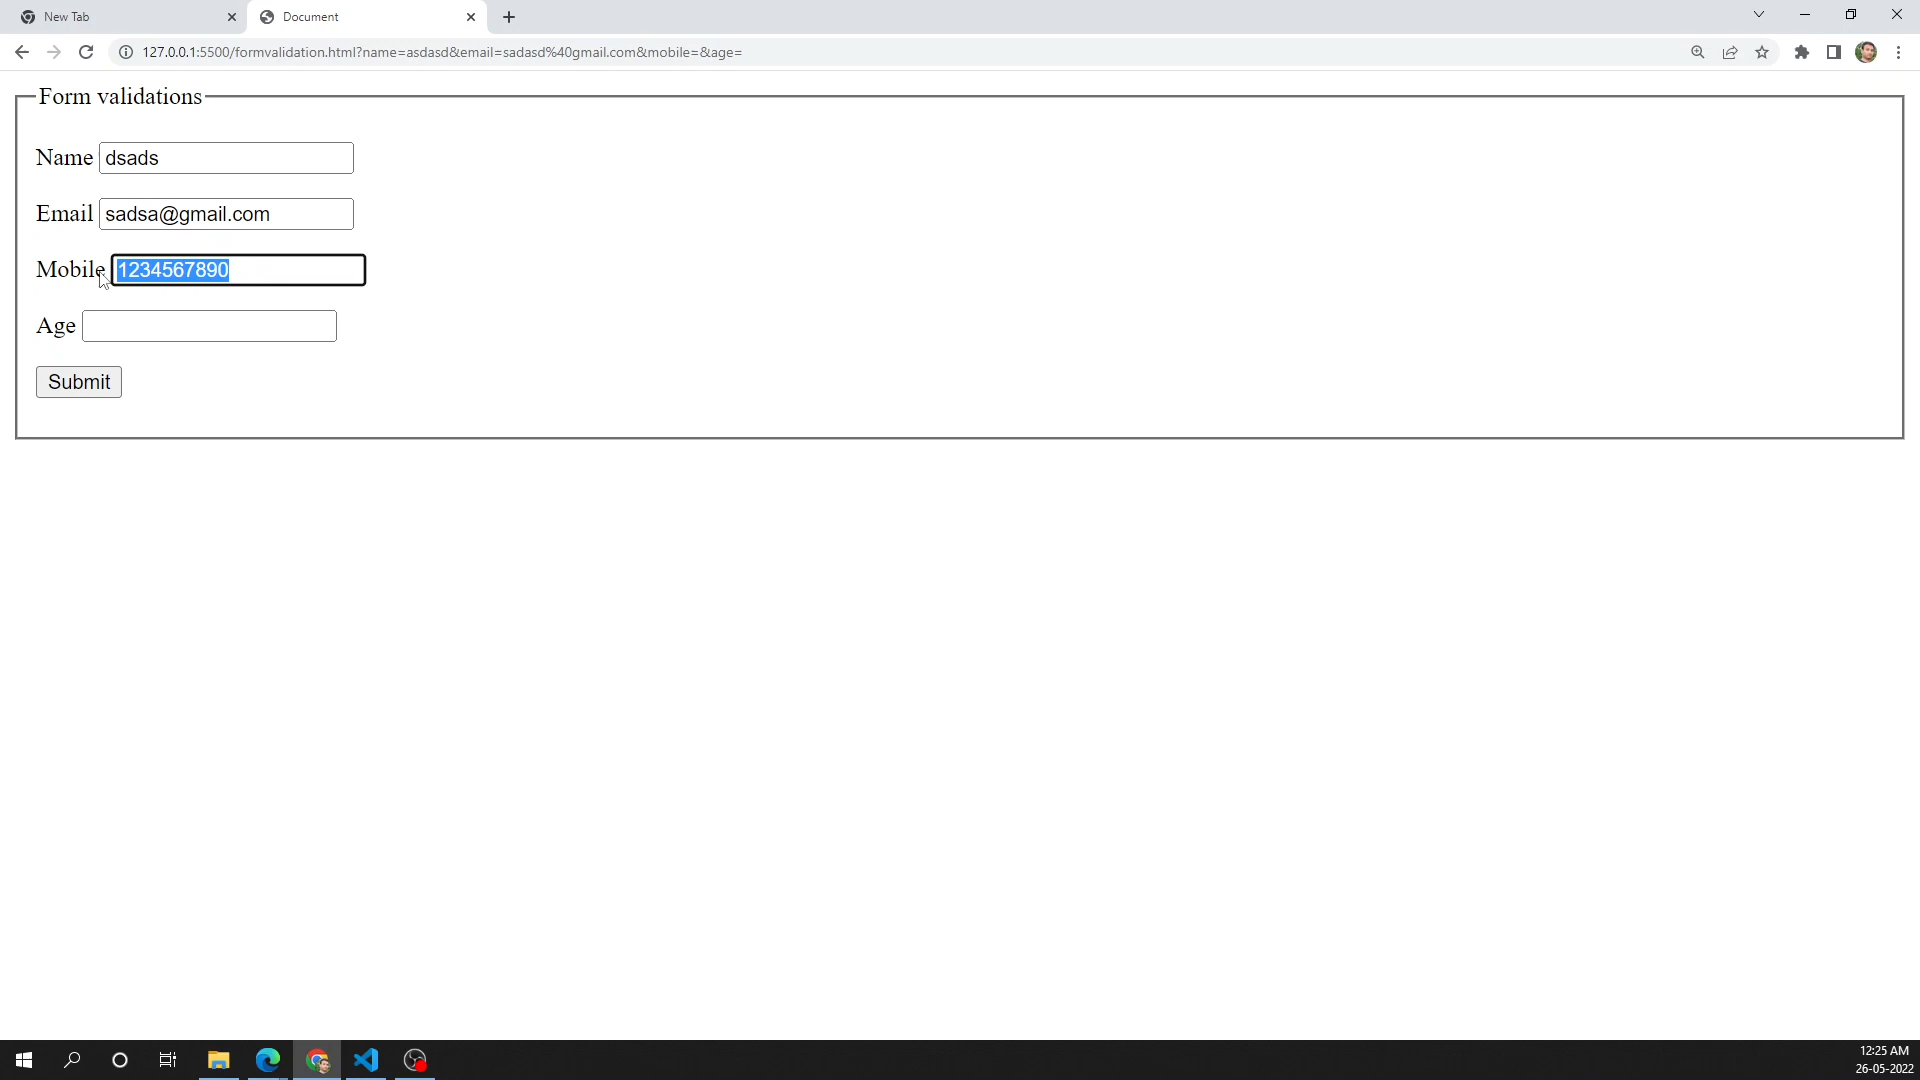 New Tab
Document
127.0.0.1:5500/formvalidation.html?name=asdasd&email=sadasd%40gmail.com&mobile=&age=
Form validations
Name dsads
Email sadsa@gmail.com
Mobile 1234567890
Age
Submit
12:25 AM
26-05-2022